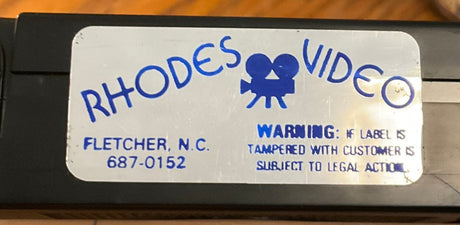 RHODES VIDEO
FLETCHER, N.C.
687-0152
WARNING: IF LABEL IS
TAMPERED WITH CUSTOMER IS
SUBJECT TO LEGAL ACTION.